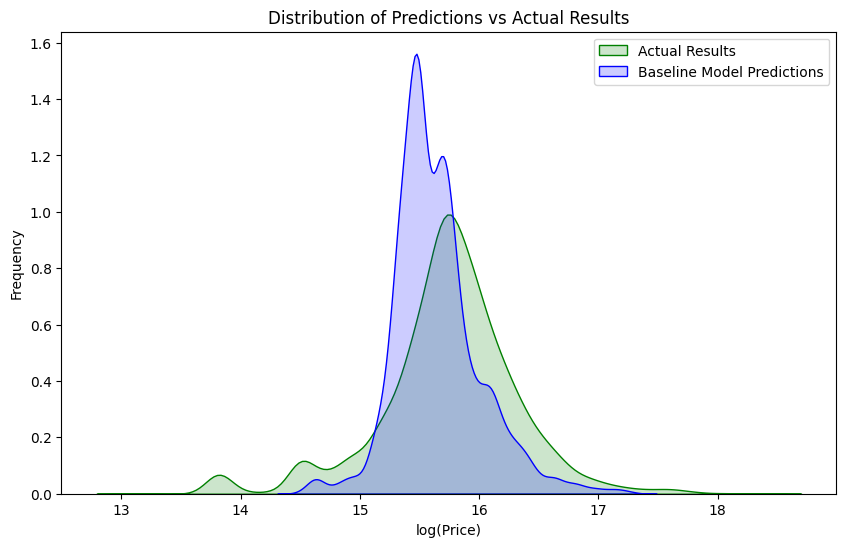 Distribution of Predictions vs Actual Results
Actual Results
Baseline Model Predictions
Frequency
1.6
1.4
1.2
1.0
0.8
0.6
0.4
0.2
0.0
13 14 15 16 17 18
log(Price)